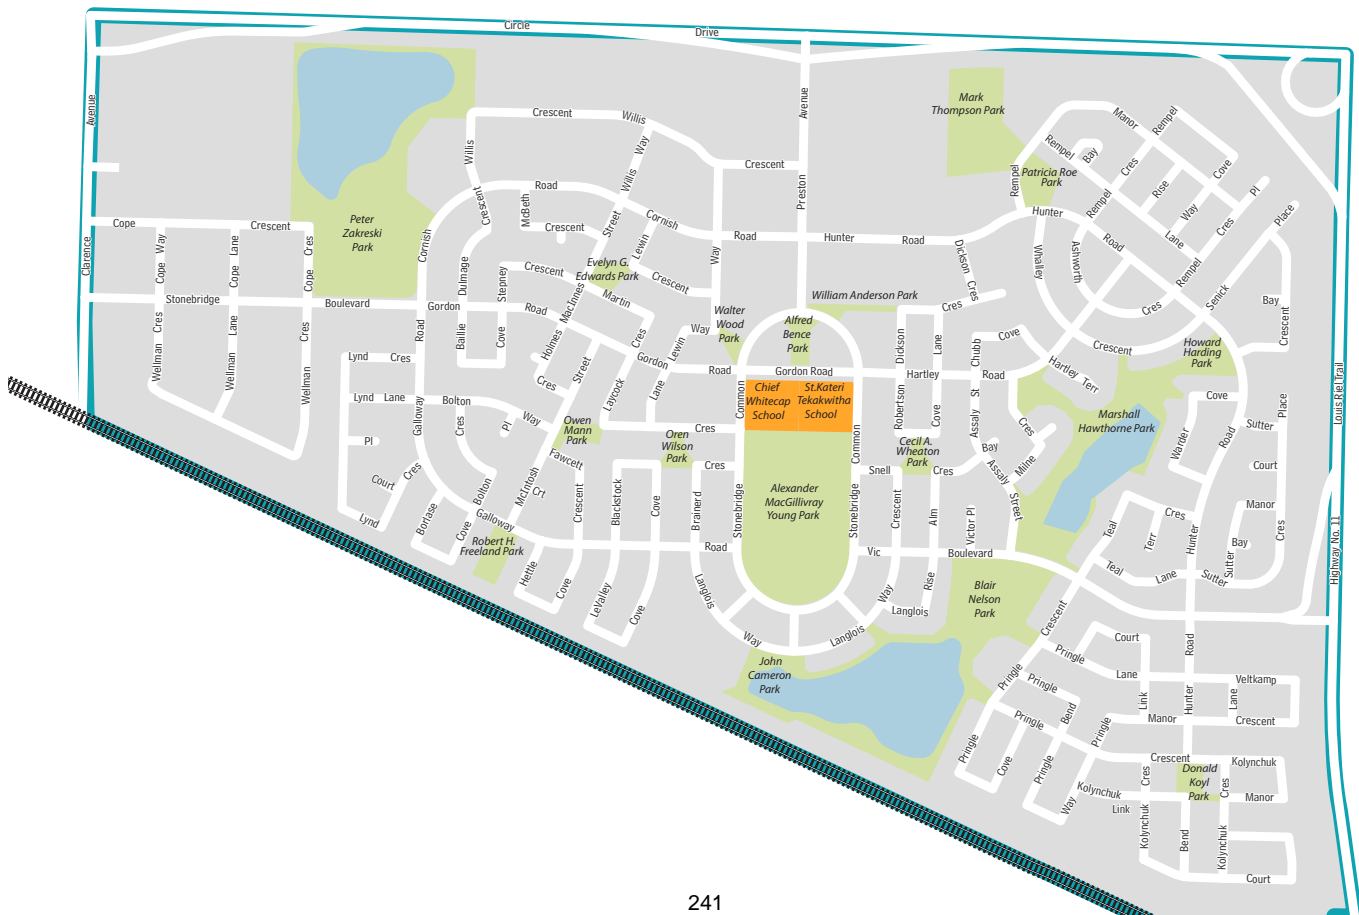 Circle
Drive
Avenue
Clarence
Avenue
Preston
Mark
Thompson Park
Patricia Roe
Park
Manor
Rempel
Rempel
Bay
Cres
Rempel
Rempel
Rise
Way
Cove
Pl
Cres
Lane
Rempel
Place
Senick
Bay
Crescent
Louis Riel Trail
Highway No. 11
Crescent
Willis
Willis
Crescent
Willis Way
Crescent
Road
McBeth
Crescent
Street
MacInnes
Lewin
Crescent
Cornish
Road
Hunter
Road
Hunter
Road
Way
Peter
Zakreski
Park
Cope
Crescent
Cope Way
Cope Lane
Cope Cres
Stonebridge
Boulevard
Gordon
Road
Wellman Cres
Wellman Lane
Wellman Cres
Cornish
Road
Dulmage
Bailie
Stepney
Cove
Crescent
Evelyn G.
Edwards Park
Martin
Cres
Holmes
Cres
Street
Laycock
Gordon
Road
Lewin
Way
Lane
Cres
Walter
Wood
Park
William Anderson Park
Alfred
Bence
Park
Gordon Road
Chief
Whitecap
School
St.Kateri
Tekakwitha
School
Stonebridge Common
Stonebridge Common
Alexander
MacGillivray
Young Park
Dickson
Cres
Cres
Dickson
Lane
Hartley
Road
Robertson
Cove
Chubb
Cove
Assaly St
Bay
Assaly
Street
Milne
Cres
Cecil A.
Wheaton
Park
Snell
Cres
Crescent
Alm
Rise
Victor Pl
Vic
Boulevard
Whalley
Ashworth
Cres
Crescent
Hartley
Terr
Howard
Harding
Park
Marshall
Hawthorne Park
Cove
Warder
Road
Hunter
Sutter
Place
Court
Manor
Bay
Sutter
Cres
Sutter
Teal
Cres
Terr
Teal
Lane
Lynd Cres
Lynd Lane
Pl
Court
Cres
Lynd
Galloway
Bolton
Way
Cres
Pl
Bolton
Borlase
Cove
Galloway
Road
McIntosh
Owen
Mann
Park
Fawcett
Crt
Crescent
Robert H.
Freeland Park
Hettle
Cove
Blackstock
Cove
LeValley
Cove
Oren
Wilson
Park
Cres
Brainerd
Langlois
Way
Langlois
Way
Langlois
John
Cameron
Park
Blair
Nelson
Park
Crescent
Pringle
Pringle
Court
Lane
Link
Road
Hunter
Veltkamp
Lane
Manor
Crescent
Pringle
Bend
Pringle
Pringle
Pringle
Cove
Pringle
Way
Crescent
Kolynchuk
Kolynchuk
Link
Cres
Donald
Koyl
Park
Cres
Manor
Kolynchuk
Bend
Kolynchuk
Court
241